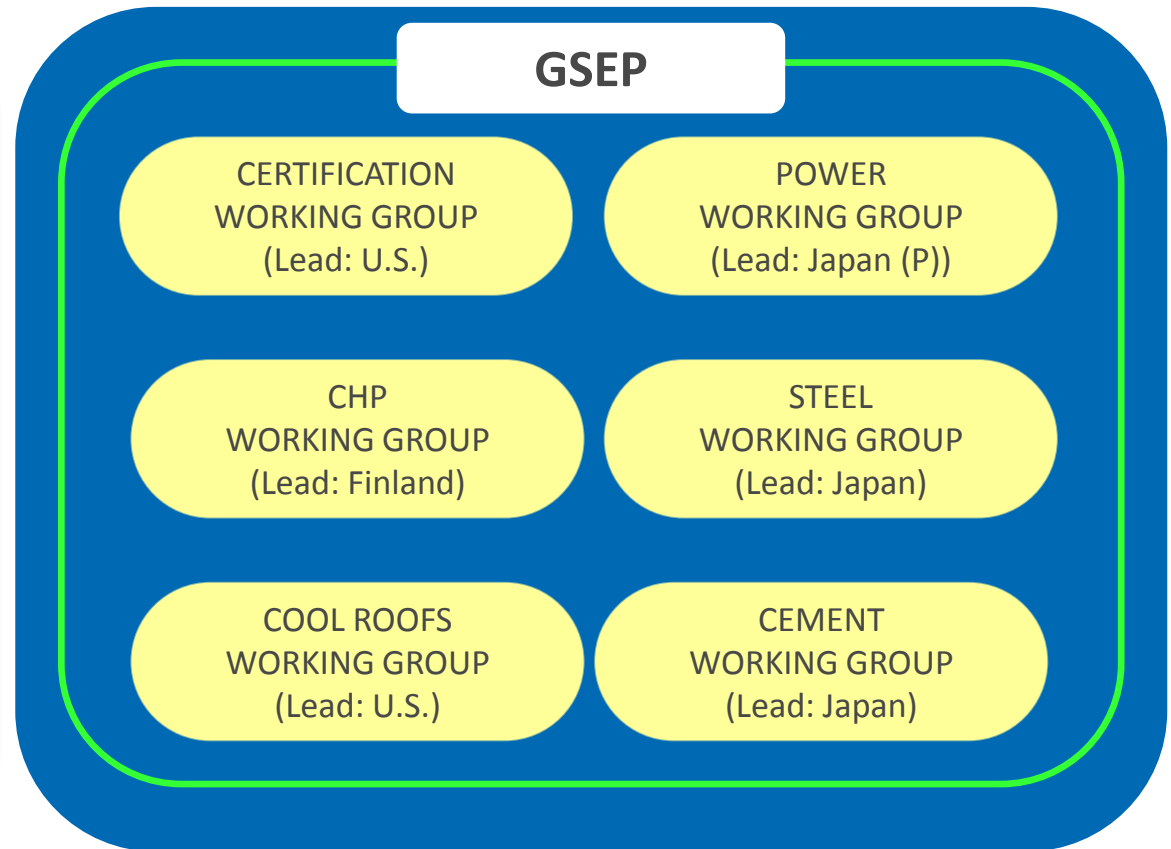 GSEP
CERTIFICATION
WORKING GROUP
(Lead: U.S.)
POWER
WORKING GROUP
(Lead: Japan (P))
CHP
WORKING GROUP
(Lead: Finland)
STEEL
WORKING GROUP
(Lead: Japan)
COOL ROOFS
WORKING GROUP
(Lead: U.S.)
CEMENT
WORKING GROUP
(Lead: Japan)